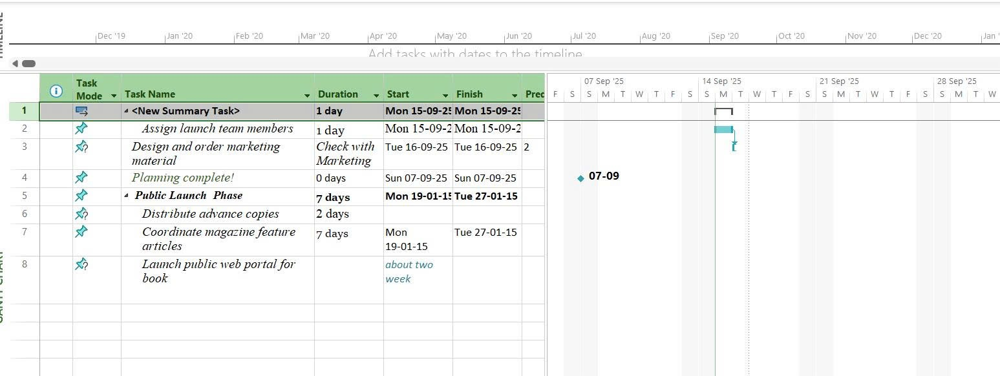 TIMELINE
Dec '19 Jan '20 Feb '20 Mar '20 Apr '20 May '20 Jun '20 Jul '20 Aug '20 Sep '20 Oct '20 Nov '20 Dec '20 Jan '
Add tasks with dates to the timeline
Task Mode Task Name Duration Start Finish Pred
07 Sep '25 14 Sep '25 21 Sep '25 28 Sep '25
F S S M T W T F S S M T W T F S S M T W T F S S M T W
1 <New Summary Task> 1 day Mon 15-09-25 Mon 15-09-25
2 Assign launch team members 1 day Mon 15-09-2 Mon 15-09-2
3 Design and order marketing material Check with Marketing Tue 16-09-25 Tue 16-09-25 2
4 Planning complete! 0 days Sun 07-09-25 Sun 07-09-25
07-09
5 Public Launch Phase 7 days Mon 19-01-15 Tue 27-01-15
6 Distribute advance copies 2 days
7 Coordinate magazine feature articles 7 days Mon 19-01-15 Tue 27-01-15
8 Launch public web portal for book about two week
GANTT CHART